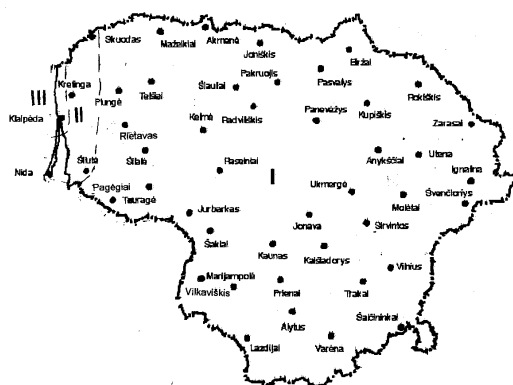 Skuodas
Mažeikiai
Akmanė
Joniškis
Biržai
Pakruojis
Pasvalys
Kretinga
Plungė
Telšiai
Šiauliai
Rokiškis
III
II
Klaipėda
Radviliškis
Panevėžys
Kupiškis
Zarasai
Rietavas
Kelmė
Šilutė
Šilalė
Raseiniai
I
Anykščiai
Utena
Ignalina
Nida
Pagėgiai
Tauragė
Ukmergė
Molėtai
Švenčionys
Jurbarkas
Jonava
Širvintos
Šakiai
Kaunas
Kaišiadorys
Vilnius
Marijampolė
Vilkaviškis
Prienai
Trakai
Alytus
Šalčininkai
Lazdijai
Varėna